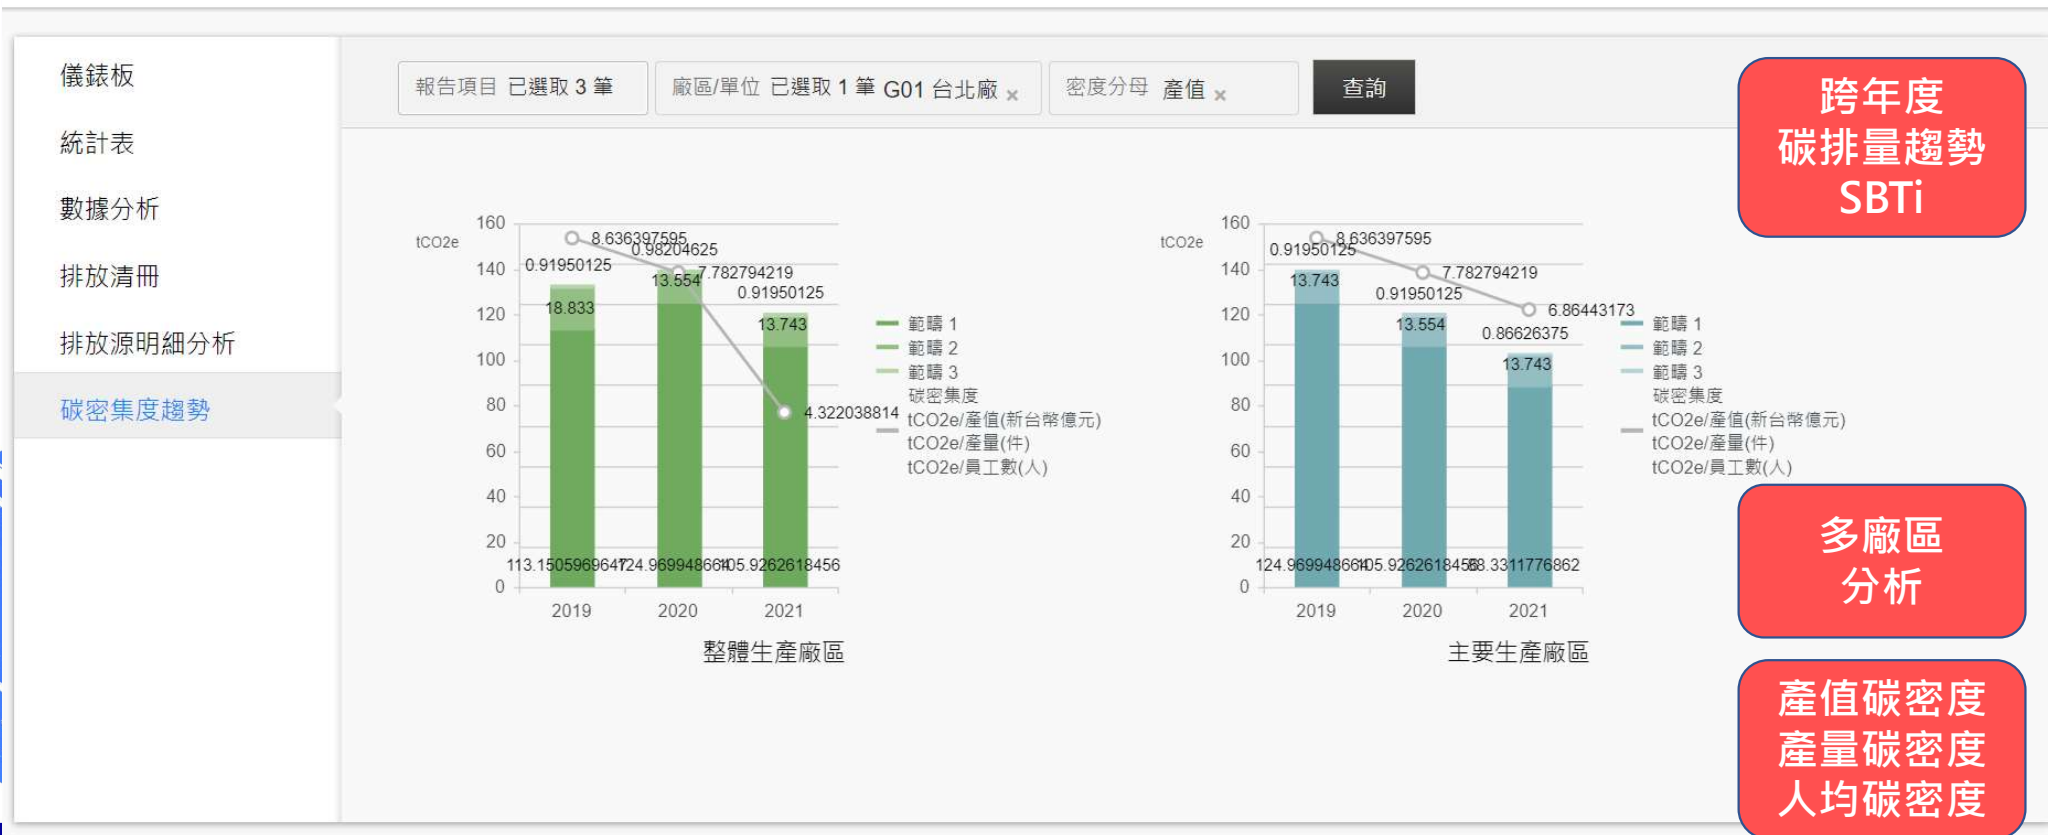 儀錶板
統計表
數據分析
排放清冊
排放源明細分析
碳密集度趨勢
報告項目 已選取 3 筆
廠區/單位 已選取 1 筆 G01 台北廠 ×
密度分母 產值 ×
查詢
跨年度
碳排量趨勢
SBTi
tCO2e
160
140
120
100
80
60
40
20
0
8.636397595
0.98204625
0.91950125
7.782794219
13.554
0.91950125
18.833
13.743
4.322038814
113.1505969647
124.9699486640
105.9262618456
2019
2020
2021
範疇 1
範疇 2
範疇 3
碳密集度
tCO2e/產值(新台幣億元)
tCO2e/產量(件)
tCO2e/員工數(人)
整體生產廠區
tCO2e
160
140
120
100
80
60
40
20
0
8.636397595
0.91950125
7.782794219
13.743
0.91950125
6.86443173
13.554
0.86626375
13.743
88.3311776862
2019
2020
2021
範疇 1
範疇 2
範疇 3
碳密集度
tCO2e/產值(新台幣億元)
tCO2e/產量(件)
tCO2e/員工數(人)
主要生產廠區
多廠區
分析
產值碳密度
產量碳密度
人均碳密度